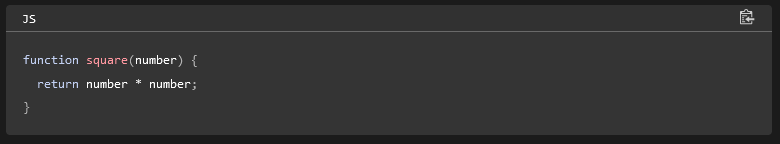 JS
function square(number) {
  return number * number;
}